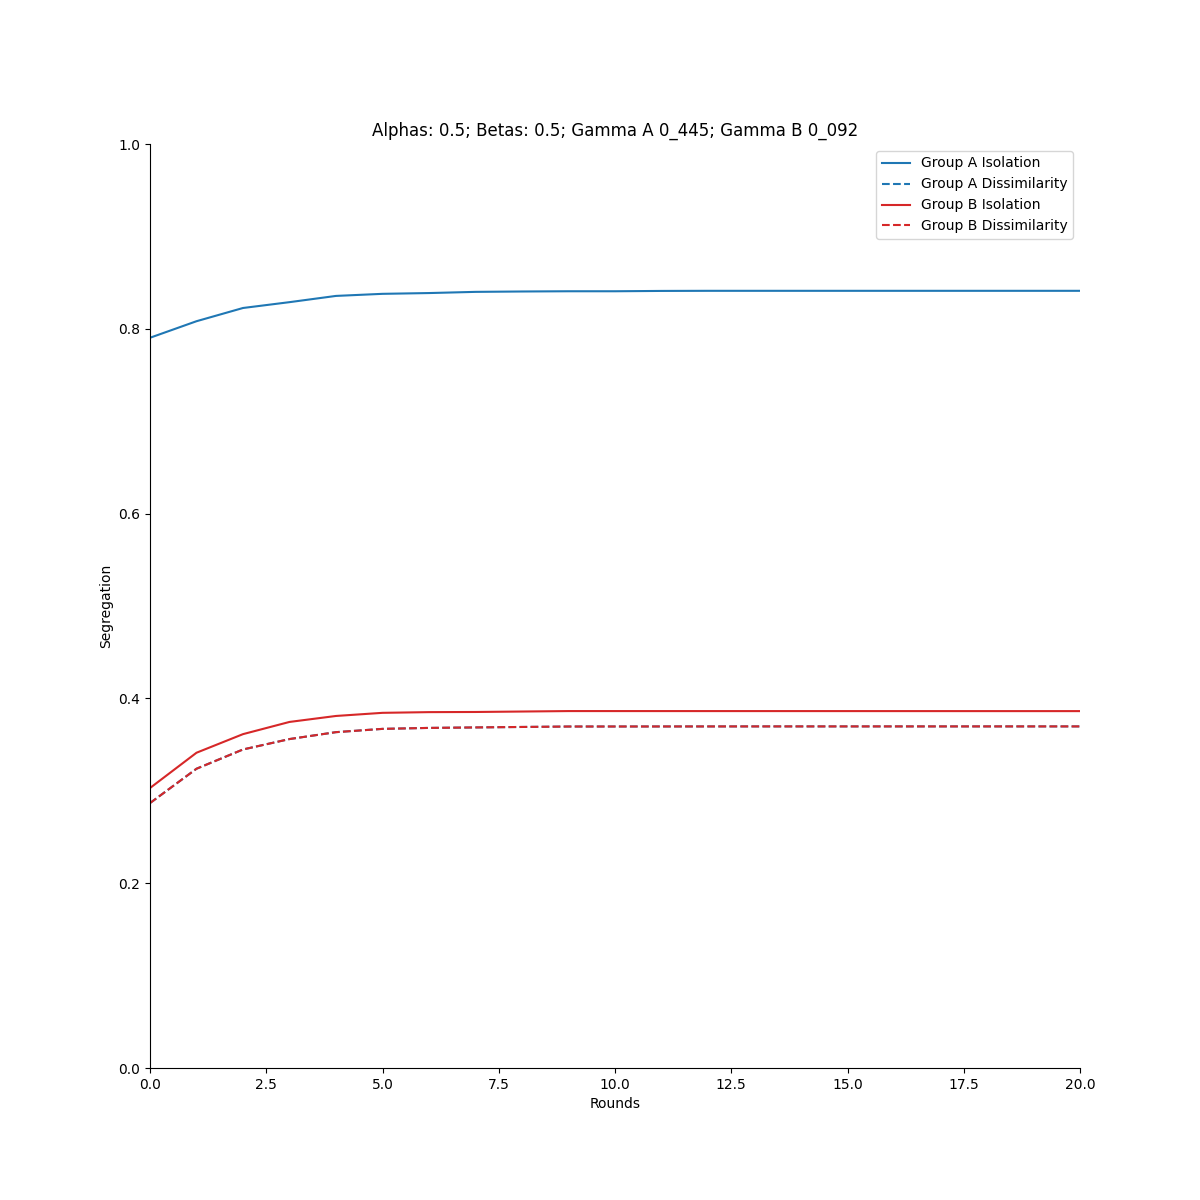 Alphas: 0.5; Betas: 0.5; Gamma A 0_445; Gamma B 0_092
Group A Isolation
Group A Dissimilarity
Group B Isolation
Group B Dissimilarity
1.0
0.8
0.6
0.4
0.2
0.0
Segregation
0.0 2.5 5.0 7.5 10.0 12.5 15.0 17.5 20.0
Rounds